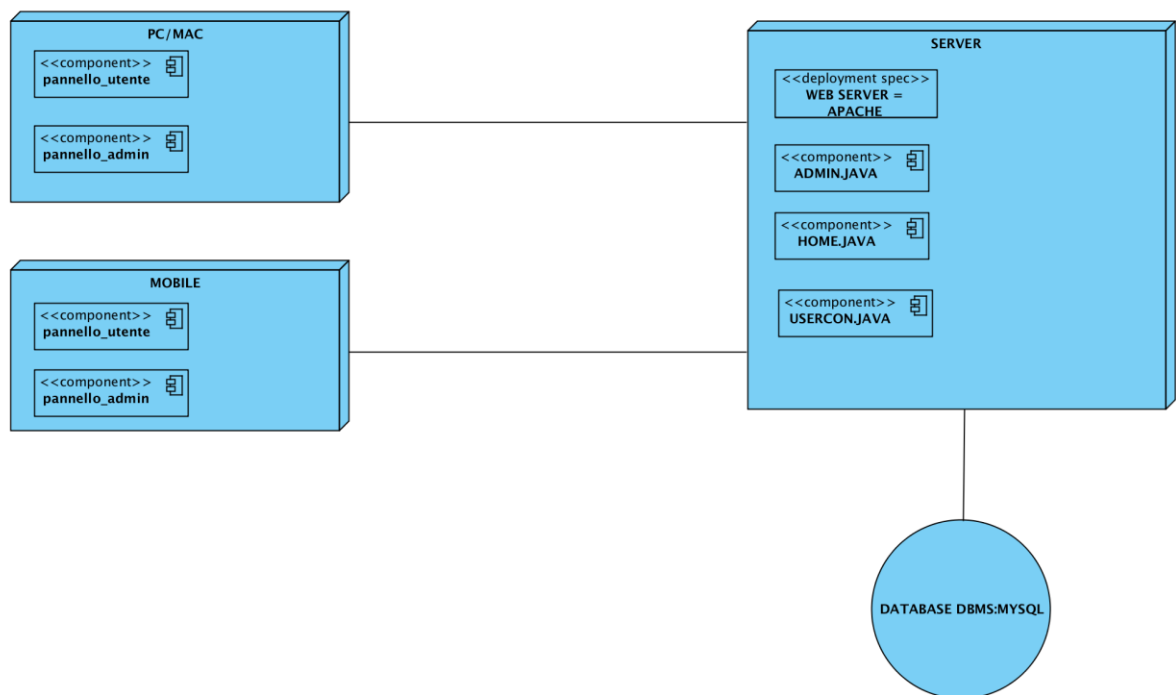 PC/MAC
<<component>>
pannello_utente
<<component>>
pannello_admin
MOBILE
<<component>>
pannello_utente
<<component>>
pannello_admin
SERVER
<<deployment spec>>
WEB SERVER =
APACHE
<<component>>
ADMIN.JAVA
<<component>>
HOME.JAVA
<<component>>
USERCON.JAVA
DATABASE DBMS:MYSQL